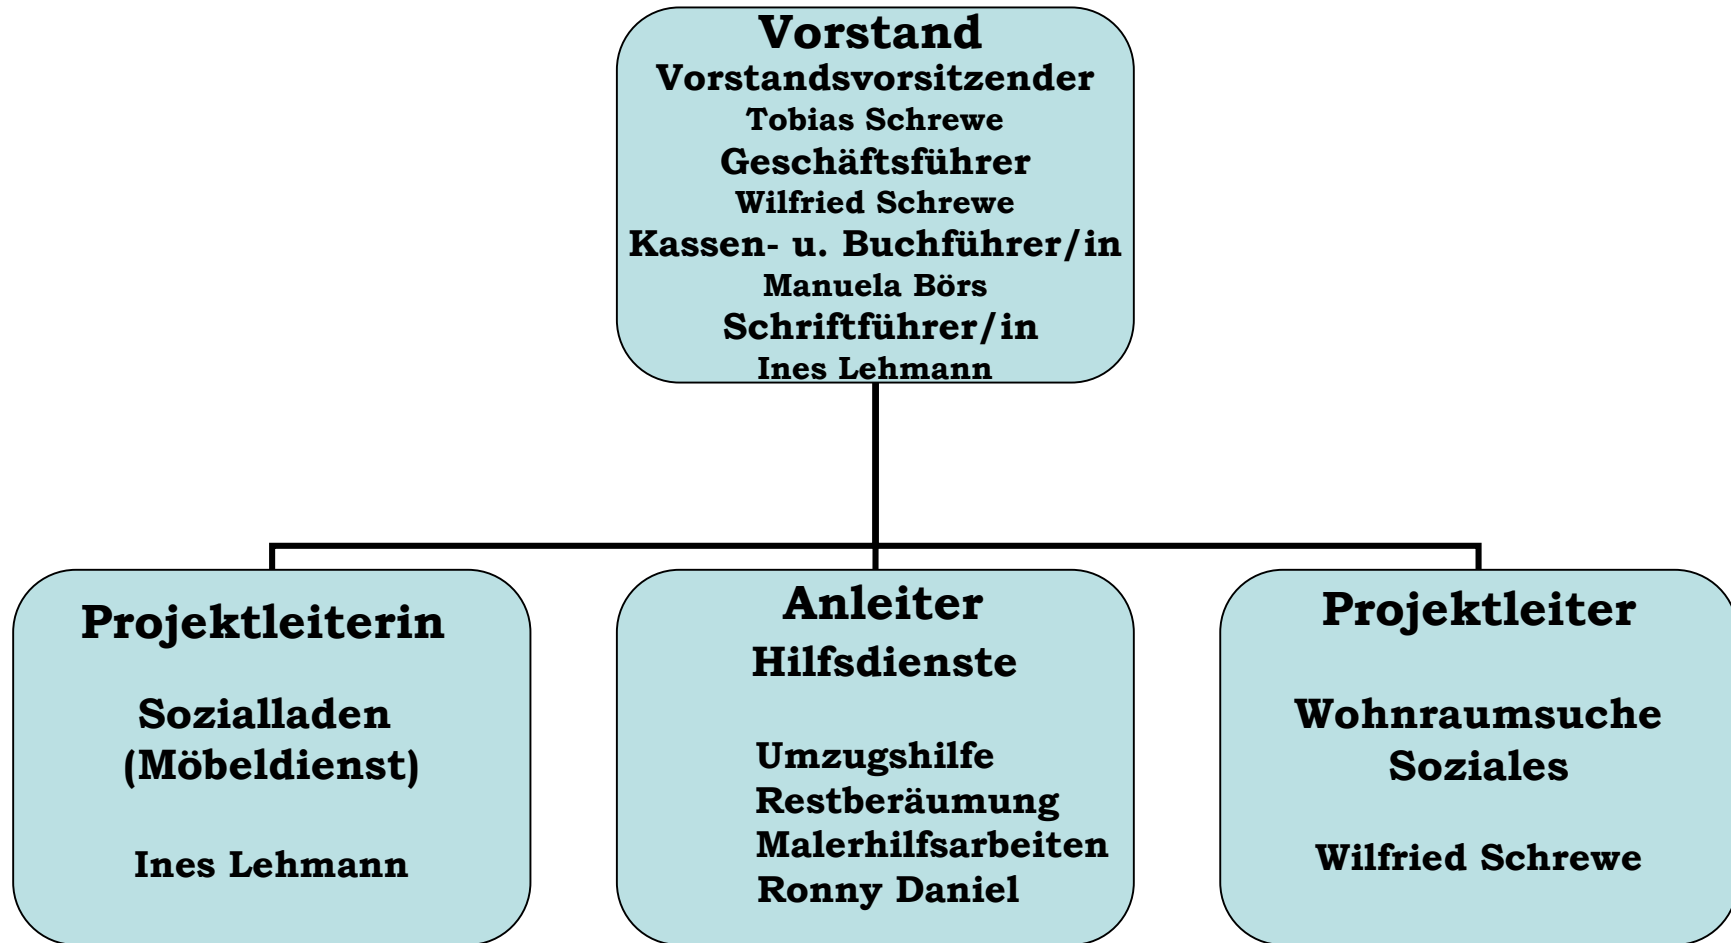 Vorstand
Vorstandsvorsitzender
Tobias Schrewe
Geschäftsführer
Wilfried Schrewe
Kassen- u. Buchführer/in
Manuela Börs
Schriftführer/in
Ines Lehmann
Projektleiterin
Sozialladen
(Möbeldienst)
Ines Lehmann
Anleiter
Hilfsdienste
Umzugshilfe
Restberäumung
Malerhilfsarbeiten
Ronny Daniel
Projektleiter
Wohnraumsuche
Soziales
Wilfried Schrewe